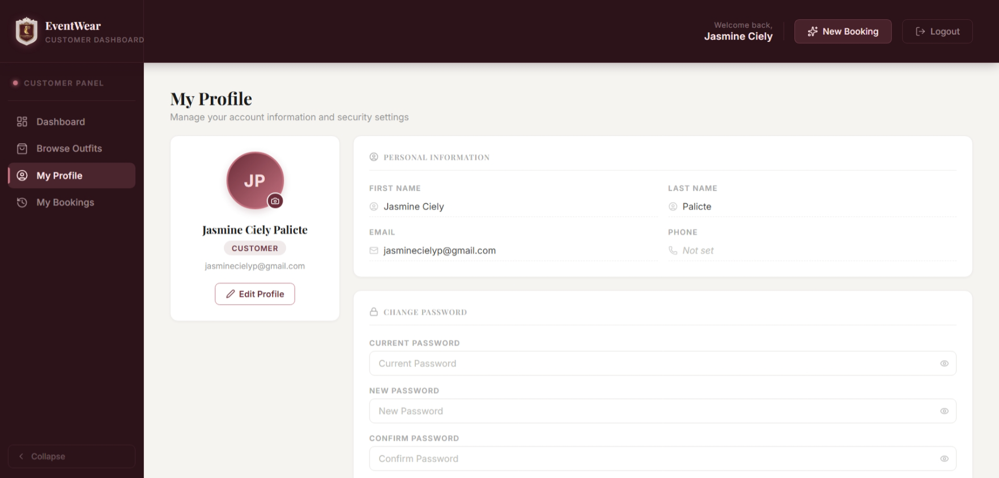 EventWear
CUSTOMER DASHBOARD
Welcome back,
Jasmine Ciely
New Booking
Logout
CUSTOMER PANEL
Dashboard
Browse Outfits
My Profile
My Bookings
Collapse
My Profile
Manage your account information and security settings
JP
Jasmine Ciely Palicte
CUSTOMER
jasminecielyp@gmail.com
Edit Profile
PERSONAL INFORMATION
FIRST NAME
Jasmine Ciely
LAST NAME
Palicte
EMAIL
jasminecielyp@gmail.com
PHONE
Not set
CHANGE PASSWORD
CURRENT PASSWORD
Current Password
NEW PASSWORD
New Password
CONFIRM PASSWORD
Confirm Password